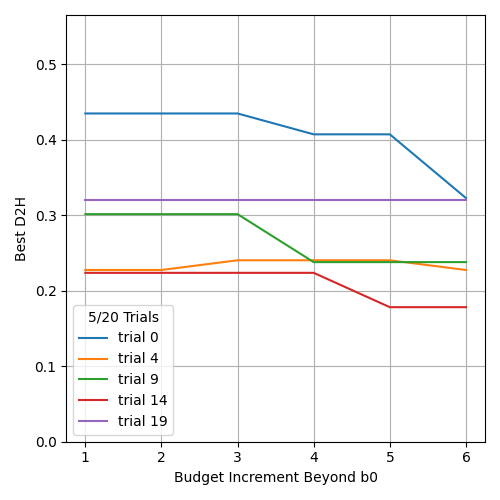 0.5
0.4
0.3
0.2
0.1
0.0
Best D2H
5/20 Trials
trial 0
trial 4
trial 9
trial 14
trial 19
1 2 3 4 5 6
Budget Increment Beyond b0